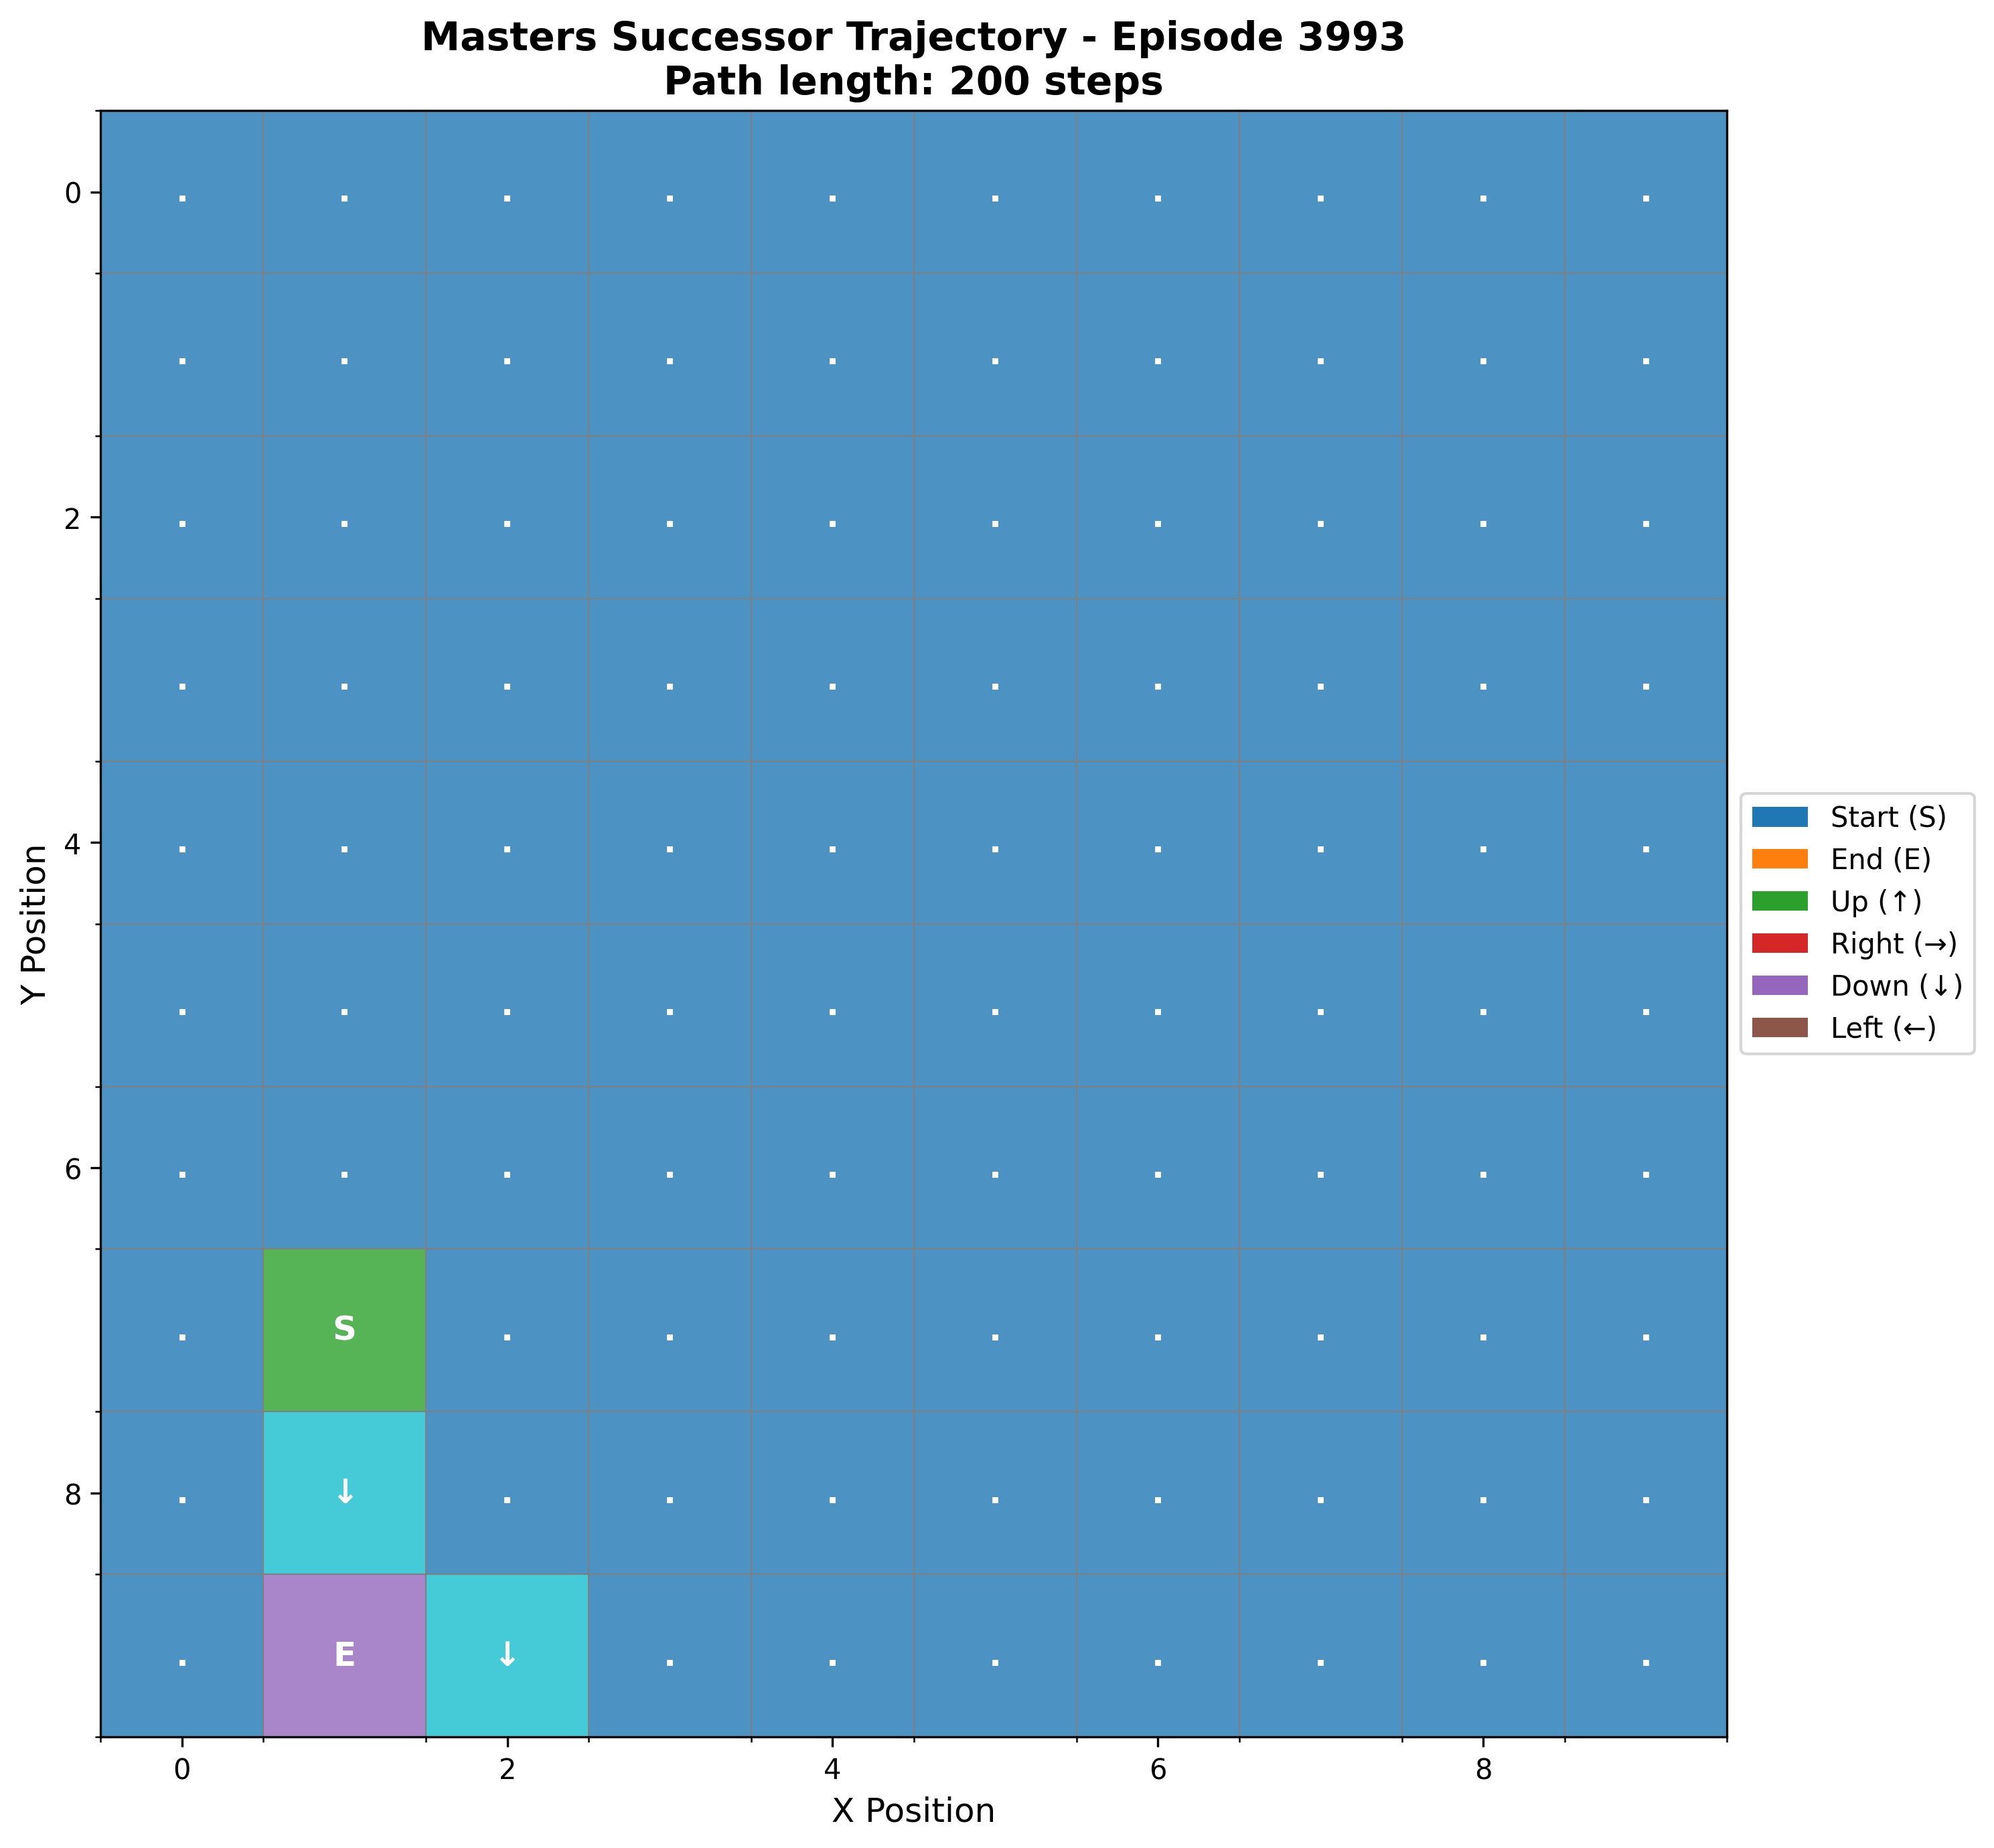 Masters Successor Trajectory - Episode 3993
Path length: 200 steps
0
2
4
6
8
Y Position
S
↓
E ↓
0 2 4 6 8
X Position
Start (S)
End (E)
Up (↑)
Right (→)
Down (↓)
Left (←)